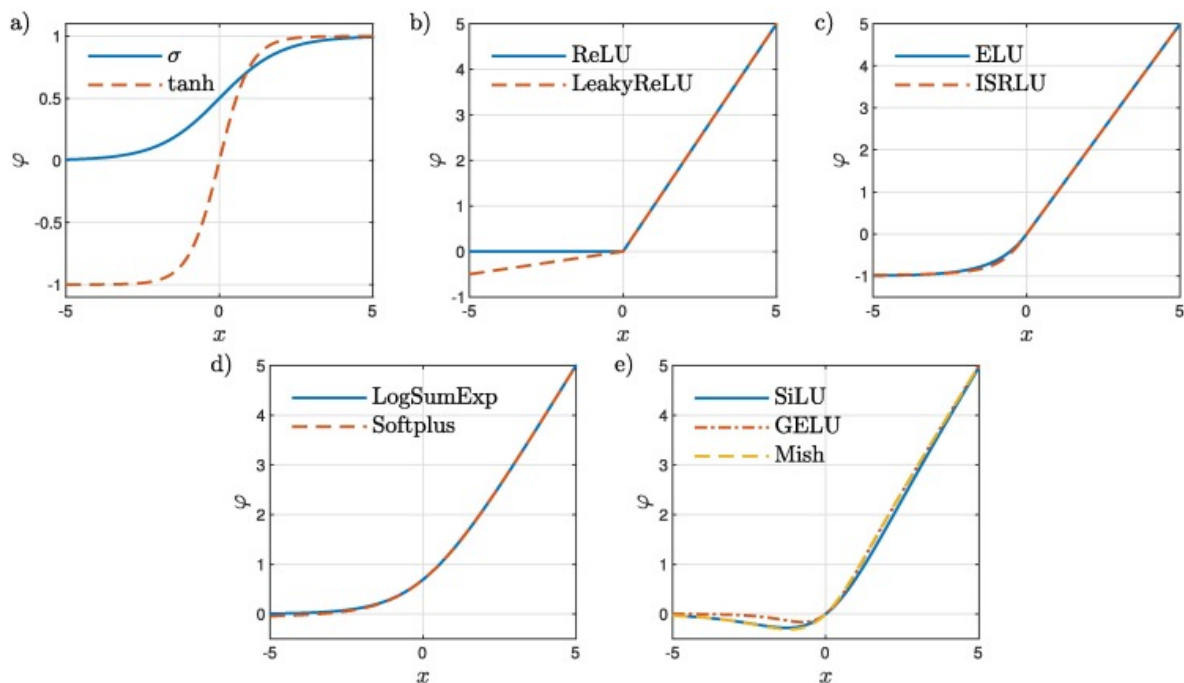 a)
σ
tanh
1
0.5
0
-0.5
-1
φ
-5
0
5
x
b)
ReLU
LeakyReLU
5
4
3
2
1
0
-1
φ
-5
0
5
x
c)
ELU
ISRLU
5
4
3
2
1
0
-1
φ
-5
0
5
x
d)
LogSumExp
Softplus
5
4
3
2
1
0
φ
-5
0
5
x
e)
SiLU
GELU
Mish
5
4
3
2
1
0
φ
-5
0
5
x